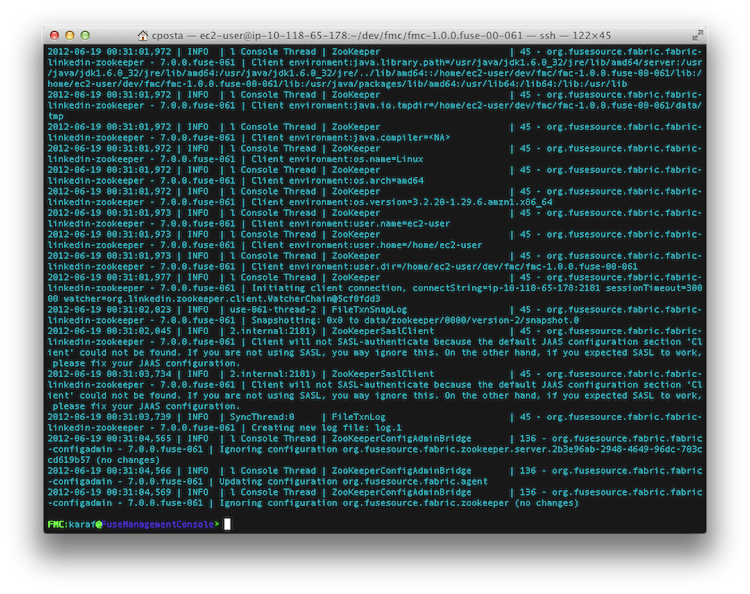 cposta — ec2-user@ip-10-118-65-178:~/dev/fmc/fmc-1.0.0.fuse-00-061 — ssh — 122×45
2012-06-19 00:31:01,972 | INFO  | l Console Thread | ZooKeeper                        | 45 - org.fusesource.fabric.fabric-
linkedin-zookeeper - 7.0.0.fuse-061 | Client environment:java.library.path=/usr/java/jdk1.6.0_32/jre/lib/amd64/server:/usr
/java/jdk1.6.0_32/jre/lib/amd64:/usr/java/jdk1.6.0_32/jre/../lib/amd64::/home/ec2-user/dev/fmc/fmc-1.0.0.fuse-00-061/lib:/
home/ec2-user/dev/fmc/fmc-1.0.0.fuse-00-061/lib:/usr/java/packages/lib/amd64:/usr/lib64:/lib64:/lib:/usr/lib
2012-06-19 00:31:01,972 | INFO  | l Console Thread | ZooKeeper                        | 45 - org.fusesource.fabric.fabric-
linkedin-zookeeper - 7.0.0.fuse-061 | Client environment:java.io.tmpdir=/home/ec2-user/dev/fmc/fmc-1.0.0.fuse-00-061/data/
tmp
2012-06-19 00:31:01,972 | INFO  | l Console Thread | ZooKeeper                        | 45 - org.fusesource.fabric.fabric-
linkedin-zookeeper - 7.0.0.fuse-061 | Client environment:java.compiler=<NA>
2012-06-19 00:31:01,972 | INFO  | l Console Thread | ZooKeeper                        | 45 - org.fusesource.fabric.fabric-
linkedin-zookeeper - 7.0.0.fuse-061 | Client environment:os.name=Linux
2012-06-19 00:31:01,972 | INFO  | l Console Thread | ZooKeeper                        | 45 - org.fusesource.fabric.fabric-
linkedin-zookeeper - 7.0.0.fuse-061 | Client environment:os.arch=amd64
2012-06-19 00:31:01,972 | INFO  | l Console Thread | ZooKeeper                        | 45 - org.fusesource.fabric.fabric-
linkedin-zookeeper - 7.0.0.fuse-061 | Client environment:os.version=3.2.20-1.29.6.amzn1.x86_64
2012-06-19 00:31:01,973 | INFO  | l Console Thread | ZooKeeper                        | 45 - org.fusesource.fabric.fabric-
linkedin-zookeeper - 7.0.0.fuse-061 | Client environment:user.name=ec2-user
2012-06-19 00:31:01,973 | INFO  | l Console Thread | ZooKeeper                        | 45 - org.fusesource.fabric.fabric-
linkedin-zookeeper - 7.0.0.fuse-061 | Client environment:user.home=/home/ec2-user
2012-06-19 00:31:01,973 | INFO  | l Console Thread | ZooKeeper                        | 45 - org.fusesource.fabric.fabric-
linkedin-zookeeper - 7.0.0.fuse-061 | Client environment:user.dir=/home/ec2-user/dev/fmc/fmc-1.0.0.fuse-00-061
2012-06-19 00:31:01,977 | INFO  | l Console Thread | ZooKeeper                        | 45 - org.fusesource.fabric.fabric-
linkedin-zookeeper - 7.0.0.fuse-061 | Initiating client connection, connectString=ip-10-118-65-178:2181 sessionTimeout=300
00 watcher=org.linkedin.zookeeper.client.WatcherChain@5cf8fdd3
2012-06-19 00:31:02,023 | INFO  | use-061-thread-2 | FileTxnSnapLog                   | 45 - org.fusesource.fabric.fabric-
linkedin-zookeeper - 7.0.0.fuse-061 | Snapshotting: 0x0 to data/zookeeper/0000/version-2/snapshot.0
2012-06-19 00:31:02,045 | INFO  | 2.internal:2181) | ZooKeeperSaslClient              | 45 - org.fusesource.fabric.fabric-
linkedin-zookeeper - 7.0.0.fuse-061 | Client will not SASL-authenticate because the default JAAS configuration section 'Cl
ient' could not be found. If you are not using SASL, you may ignore this. On the other hand, if you expected SASL to work,
 please fix your JAAS configuration.
2012-06-19 00:31:03,734 | INFO  | 2.internal:2181) | ZooKeeperSaslClient              | 45 - org.fusesource.fabric.fabric-
linkedin-zookeeper - 7.0.0.fuse-061 | Client will not SASL-authenticate because the default JAAS configuration section 'Cl
ient' could not be found. If you are not using SASL, you may ignore this. On the other hand, if you expected SASL to work,
 please fix your JAAS configuration.
2012-06-19 00:31:03,739 | INFO  | SyncThread:0     | FileTxnLog                       | 45 - org.fusesource.fabric.fabric-
linkedin-zookeeper - 7.0.0.fuse-061 | Creating new log file: log.1
2012-06-19 00:31:04,565 | INFO  | l Console Thread | ZooKeeperConfigAdminBridge       | 136 - org.fusesource.fabric.fabric
-configadmin - 7.0.0.fuse-061 | Ignoring configuration org.fusesource.fabric.zookeeper.server.2b3e96ab-2948-4649-96dc-703c
cd619b57 (no changes)
2012-06-19 00:31:04,566 | INFO  | l Console Thread | ZooKeeperConfigAdminBridge       | 136 - org.fusesource.fabric.fabric
-configadmin - 7.0.0.fuse-061 | Updating configuration org.fusesource.fabric.agent
2012-06-19 00:31:04,569 | INFO  | l Console Thread | ZooKeeperConfigAdminBridge       | 136 - org.fusesource.fabric.fabric
-configadmin - 7.0.0.fuse-061 | Ignoring configuration org.fusesource.fabric.zookeeper (no changes)
FMC:karaf@FuseManagementConsole>